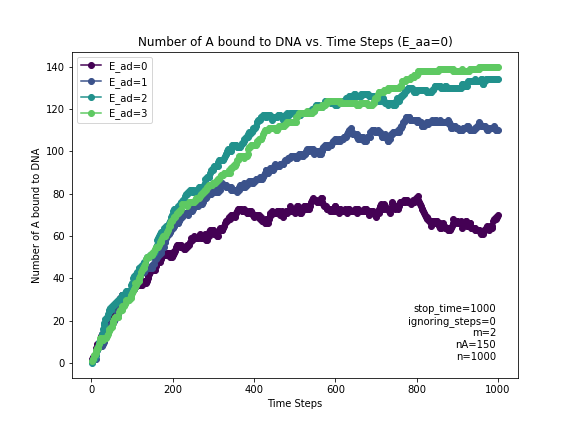 Number of A bound to DNA vs. Time Steps (E_aa=0)
E_ad=0
E_ad=1
E_ad=2
E_ad=3
Number of A bound to DNA
140
120
100
80
60
40
20
0
stop_time=1000
ignoring_steps=0
m=2
nA=150
n=1000
0 200 400 600 800 1000
Time Steps